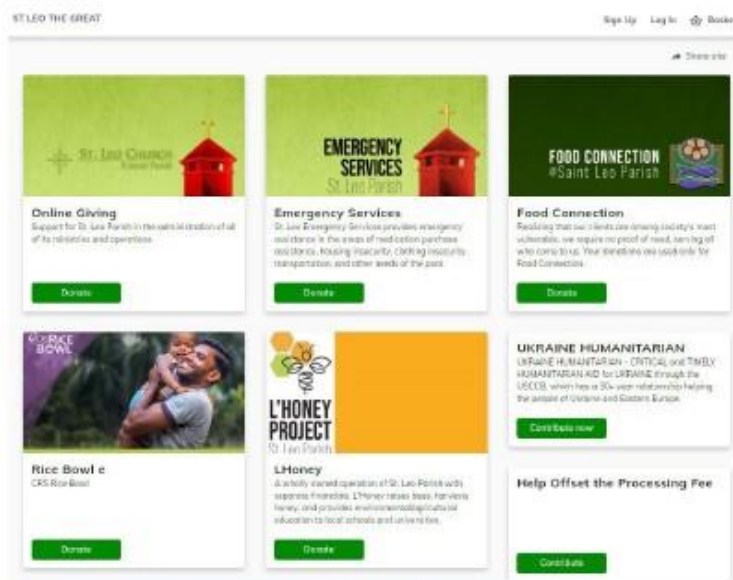 ST. LEO THE GREAT
Sign Up Log In
Share site
St. Leo Church
Online Giving
Support for St. Leo Parish in the administration of all
of its ministries and operations
Donate
EMERGENCY
SERVICES
St. Leo Parish
Emergency Services
St. Leo Emergency Services provides emergency
assistance in the areas of medication purchase
assistance, housing insecurity, clothing insecurity,
transportation, and other needs of the poor.
Donate
FOOD CONNECTION
@Saint Leo Parish
Food Connection
Realizing that our clients are among society's most
vulnerable, we require no proof of need, serving all
who come to us. Your donations are used only for
Food Connection.
Donate
RICE
BOWL
Rice Bowl e
CRS Rice Bowl
Donate
L'HONEY
PROJECT
St. Leo Parish
LHoney
A wholly owned operation of St. Leo Parish with
separate financials. L'Honey raises bees, harvests
honey, and provides environmental/agricultural
education to local schools and universities.
Donate
UKRAINE HUMANITARIAN
UKRAINE HUMANITARIAN - CRITICAL and TIMELY
HUMANITARIAN AID for UKRAINE through the
USCCB, which has a 30+ year relationship helping
the people of Ukraine and Eastern Europe.
Contribute now
Help Offset the Processing Fee
Contribute